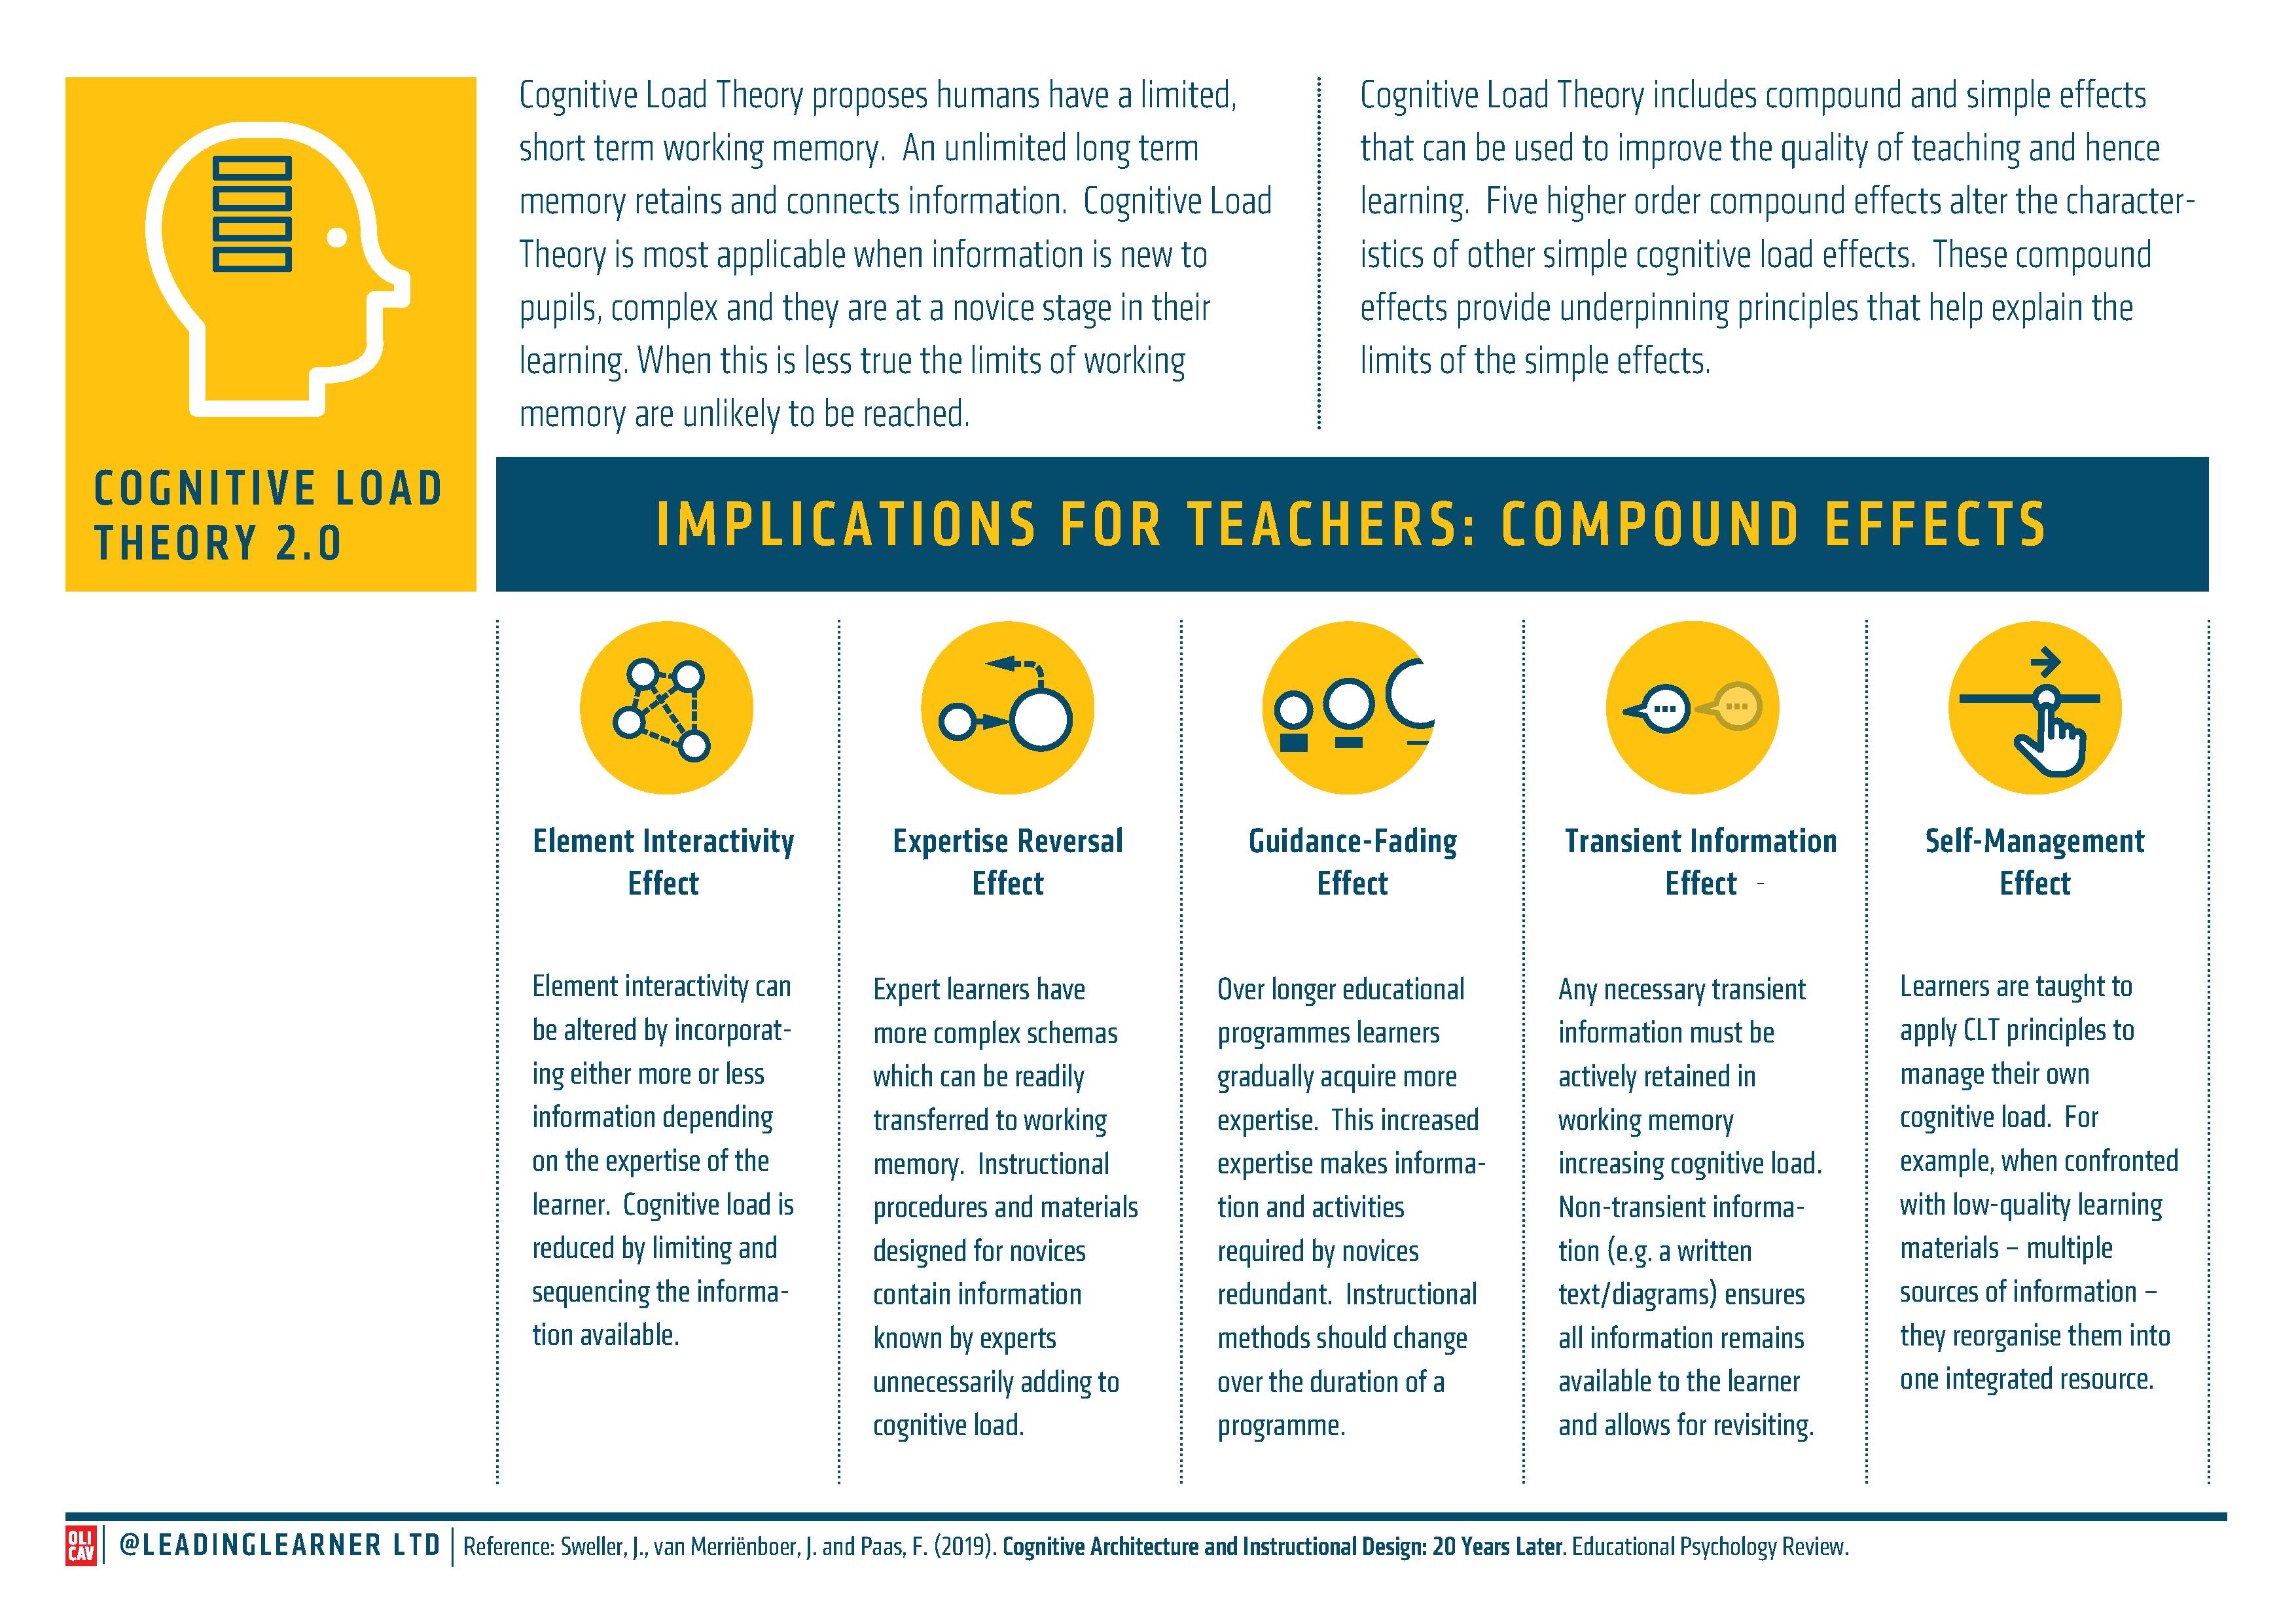 COGNITIVE LOAD
THEORY 2.0
Cognitive Load Theory proposes humans have a limited,
short term working memory.  An unlimited long term
memory retains and connects information.  Cognitive Load
Theory is most applicable when information is new to
pupils, complex and they are at a novice stage in their
learning. When this is less true the limits of working
memory are unlikely to be reached.
Cognitive Load Theory includes compound and simple effects
that can be used to improve the quality of teaching and hence
learning.  Five higher order compound effects alter the character-
istics of other simple cognitive load effects.  These compound
effects provide underpinning principles that help explain the
limits of the simple effects.
IMPLICATIONS FOR TEACHERS: COMPOUND EFFECTS
Element Interactivity
Effect
Element interactivity can
be altered by incorporat-
ing either more or less
information depending
on the expertise of the
learner.  Cognitive load is
reduced by limiting and
sequencing the informa-
tion available.
Expertise Reversal
Effect
Expert learners have
more complex schemas
which can be readily
transferred to working
memory.  Instructional
procedures and materials
designed for novices
contain information
known by experts
unnecessarily adding to
cognitive load.
Guidance-Fading
Effect
Over longer educational
programmes learners
gradually acquire more
expertise.  This increased
expertise makes informa-
tion and activities
required by novices
redundant.  Instructional
methods should change
over the duration of a
programme.
Transient Information
Effect -
Any necessary transient
information must be
actively retained in
working memory
increasing cognitive load.
Non-transient informa-
tion (e.g. a written
text/diagrams) ensures
all information remains
available to the learner
and allows for revisiting.
Self-Management
Effect
Learners are taught to
apply CLT principles to
manage their own
cognitive load.  For
example, when confronted
with low-quality learning
materials – multiple
sources of information –
they reorganise them into
one integrated resource.
OLI
CAV
@LEADINGLEARNER LTD
Reference: Sweller, J., van Merriënboer, J. and Paas, F. (2019). Cognitive Architecture and Instructional Design: 20 Years Later. Educational Psychology Review.